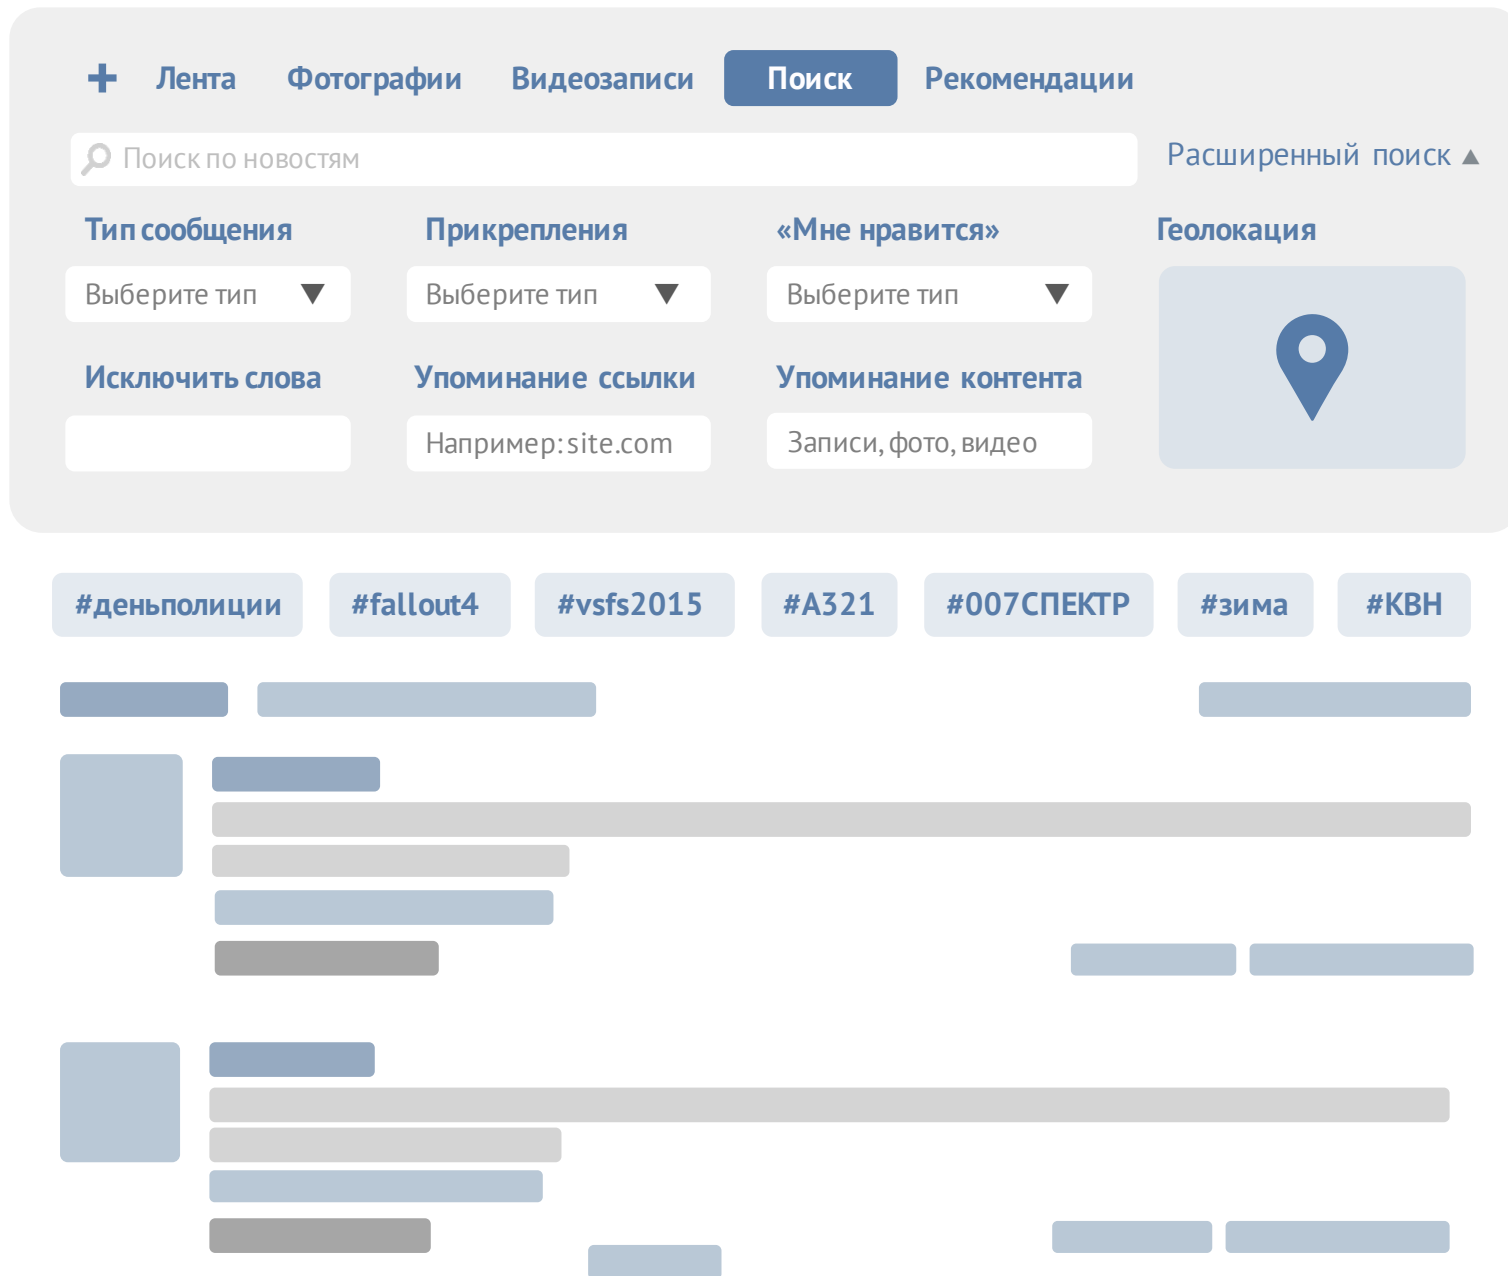 Лента Фотографии Видеозаписи Поиск Рекомендации
Поиск по новостям Расширенный поиск
Тип сообщения Прикрепления «Мне нравится» Геолокация
Выберите тип Выберите тип Выберите тип
Исключить слова Упоминание ссылки Упоминание контента
Например: site.com Записи, фото, видео
#деньполиции #fallout4 #vsfs2015 #A321 #007СПЕКТР #зима #КВН